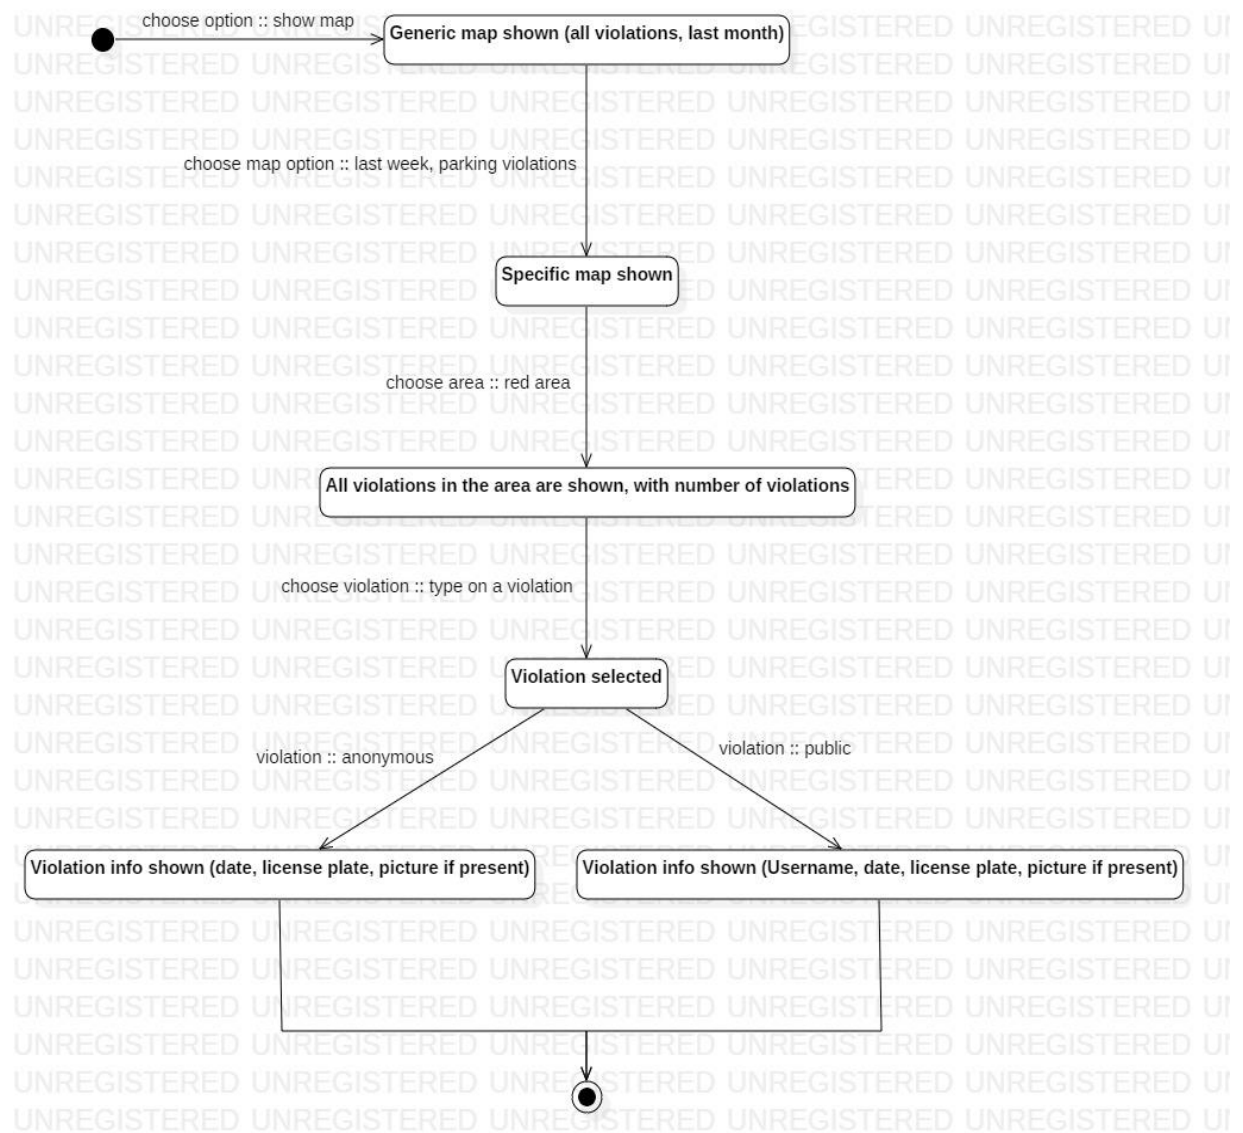 choose option :: show map
Generic map shown (all violations, last month)
choose map option :: last week, parking violations
Specific map shown
choose area :: red area
All violations in the area are shown, with number of violations
choose violation :: type on a violation
Violation selected
violation :: anonymous
violation :: public
Violation info shown (date, license plate, picture if present)
Violation info shown (Username, date, license plate, picture if present)